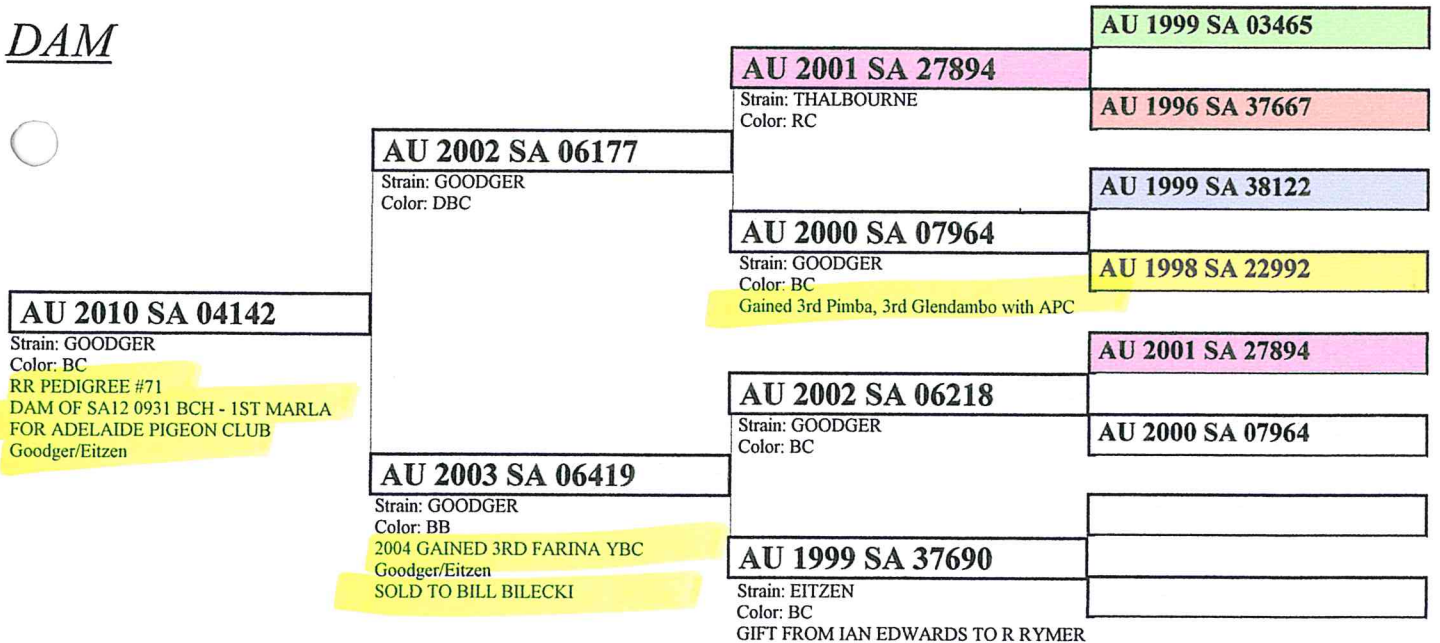 DAM
AU 2010 SA 04142
Strain: GOODGER
Color: BC
RR PEDIGREE #71
DAM OF SA12 0931 BCH - 1ST MARLA
FOR ADELAIDE PIGEON CLUB
Goodger/Eitzen
AU 2002 SA 06177
Strain: GOODGER
Color: DBC
AU 2003 SA 06419
Strain: GOODGER
Color: BB
2004 GAINED 3RD FARINA YBC
Goodger/Eitzen
SOLD TO BILL BILECKI
AU 2001 SA 27894
Strain: THALBOURNE
Color: RC
AU 2000 SA 07964
Strain: GOODGER
Color: BC
Gained 3rd Pimba, 3rd Glendambo with APC
AU 2002 SA 06218
Strain: GOODGER
Color: BC
AU 1999 SA 37690
Strain: EITZEN
Color: BC
GIFT FROM IAN EDWARDS TO R RYMER
AU 1999 SA 03465
AU 1996 SA 37667
AU 1999 SA 38122
AU 1998 SA 22992
AU 2001 SA 27894
AU 2000 SA 07964